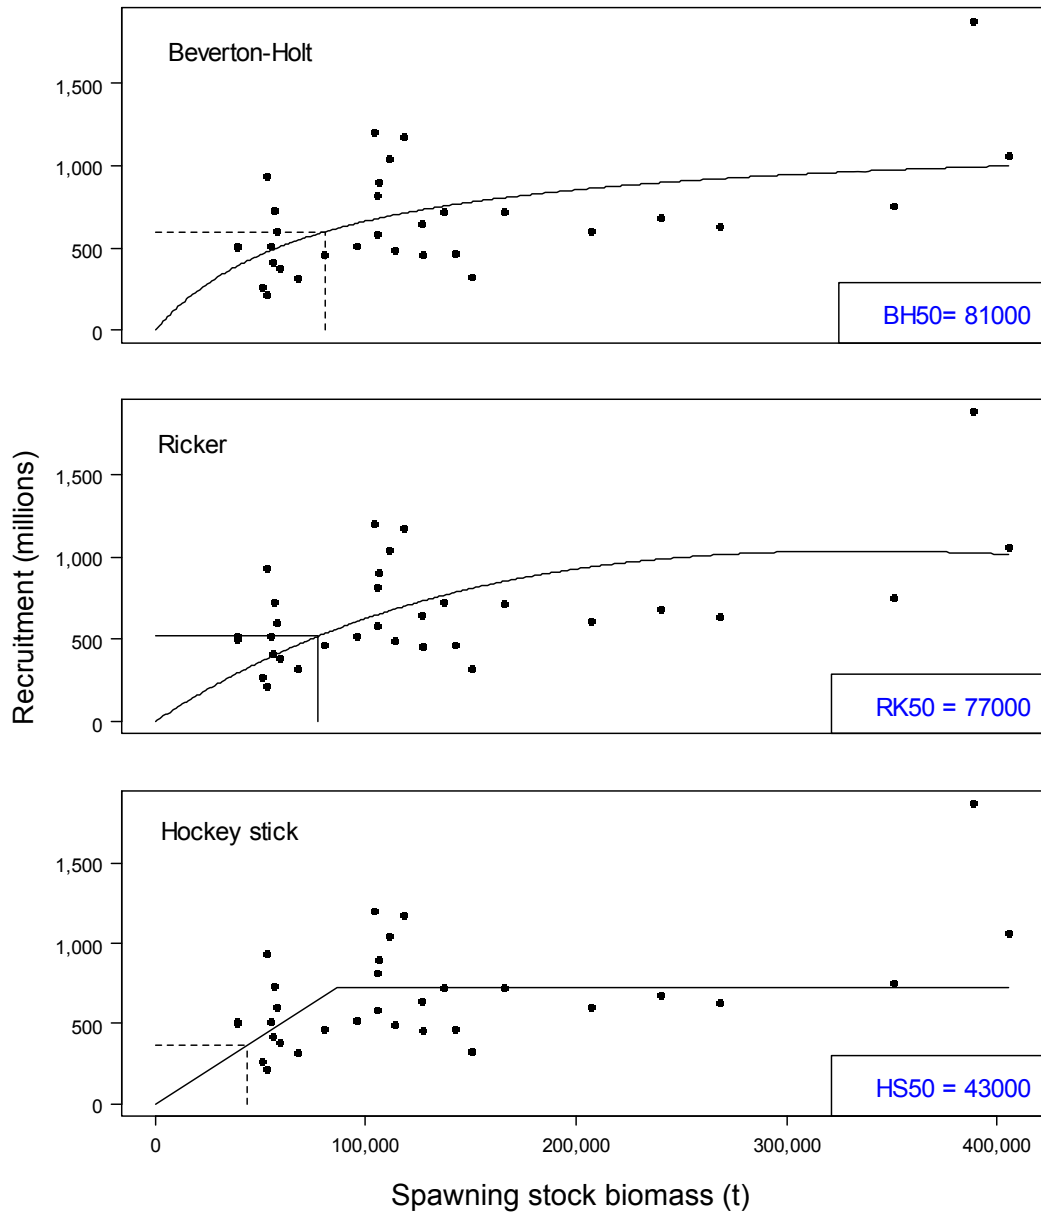 Beverton-Holt
1,500
1,000
500
0
BH50= 81000
Ricker
1,500
1,000
500
0
RK50 = 77000
Recruitment (millions)
Hockey stick
1,500
1,000
500
0
HS50 = 43000
0 100,000 200,000 300,000 400,000
Spawning stock biomass (t)